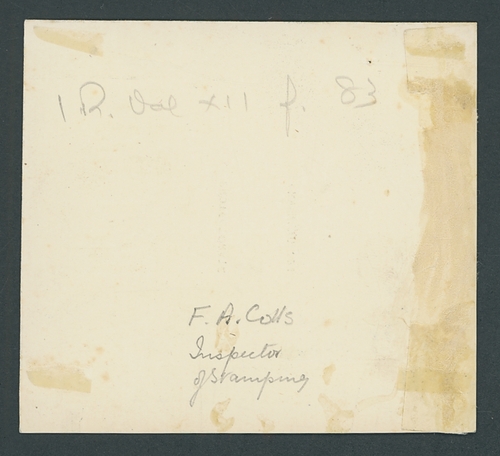 1 R. Vol XII p. 83
F. A. Colls
Inspector
of Stamping